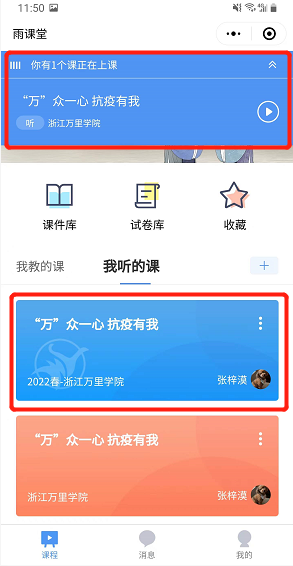 11:50
雨课堂
你有1个课正在上课
“万”众一心 抗疫有我
听 浙江万里学院
课件库 试卷库 收藏
我教的课 我听的课 +
“万”众一心 抗疫有我
2022春-浙江万里学院 张梓漠
“万”众一心 抗疫有我
浙江万里学院 张梓漠
课程 消息 我的